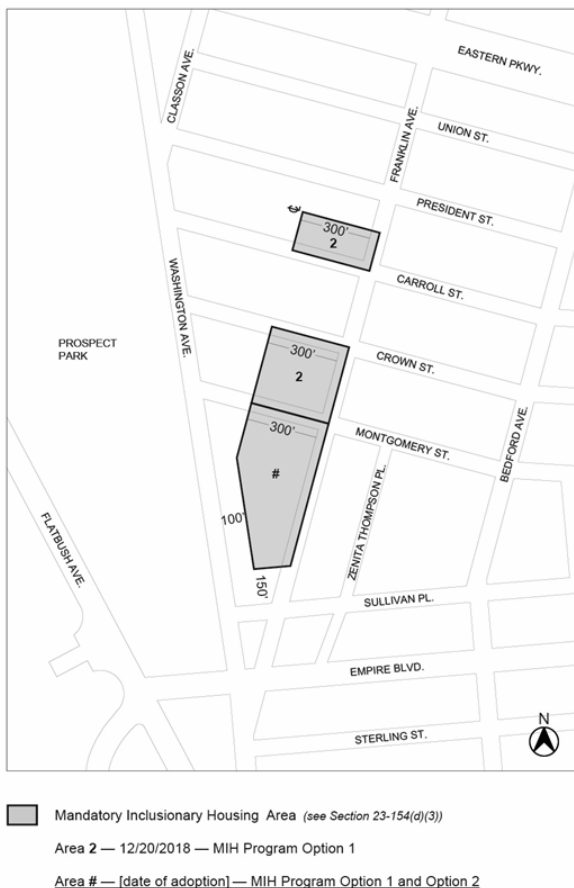 EASTERN PKWY.
CLASSON AVE.
FRANKLIN AVE.
UNION ST.
PRESIDENT ST.
300'
2
CARROLL ST.
WASHINGTON AVE.
PROSPECT
PARK
300'
2
CROWN ST.
300'
MONTGOMERY ST.
BEDFORD AVE.
#
100'
ZENITA THOMPSON PL.
FLATBUSH AVE.
150'
SULLIVAN PL.
EMPIRE BLVD.
N
STERLING ST.
Mandatory Inclusionary Housing Area (see Section 23-154(d)(3))
Area 2 — 12/20/2018 — MIH Program Option 1
Area # — [date of adoption] — MIH Program Option 1 and Option 2